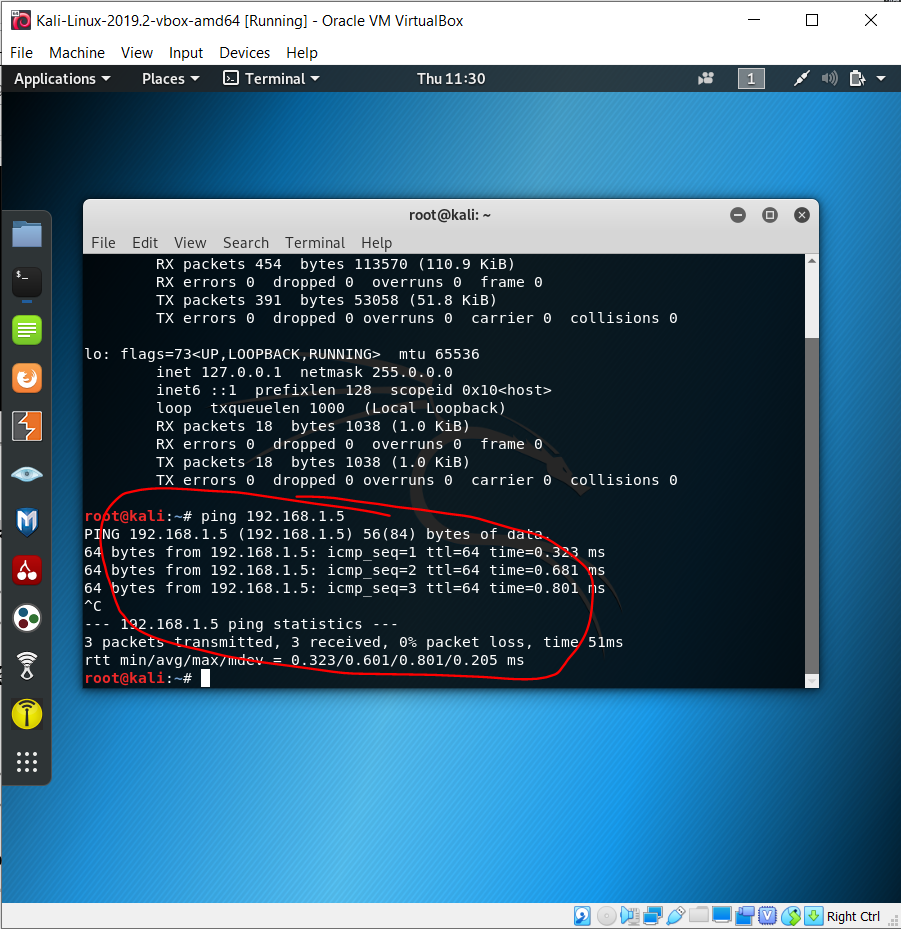 Kali-Linux-2019.2-vbox-amd64 [Running] - Oracle VM VirtualBox
File Machine View Input Devices Help
Applications Places Terminal Thu 11:30 1
root@kali: ~
File Edit View Search Terminal Help
RX packets 454 bytes 113570 (110.9 KiB)
RX errors 0 dropped 0 overruns 0 frame 0
TX packets 391 bytes 53058 (51.8 KiB)
TX errors 0 dropped 0 overruns 0 carrier 0 collisions 0
lo: flags=73<UP,LOOPBACK,RUNNING> mtu 65536
inet 127.0.0.1 netmask 255.0.0.0
inet6 ::1 prefixlen 128 scopeid 0x10<host>
loop txqueuelen 1000 (Local Loopback)
RX packets 18 bytes 1038 (1.0 KiB)
RX errors 0 dropped 0 overruns 0 frame 0
TX packets 18 bytes 1038 (1.0 KiB)
TX errors 0 dropped 0 overruns 0 carrier 0 collisions 0
root@kali:~# ping 192.168.1.5
PING 192.168.1.5 (192.168.1.5) 56(84) bytes of data.
64 bytes from 192.168.1.5: icmp_seq=1 ttl=64 time=0.323 ms
64 bytes from 192.168.1.5: icmp_seq=2 ttl=64 time=0.681 ms
64 bytes from 192.168.1.5: icmp_seq=3 ttl=64 time=0.801 ms
^C
--- 192.168.1.5 ping statistics ---
3 packets transmitted, 3 received, 0% packet loss, time 51ms
rtt min/avg/max/mdev = 0.323/0.601/0.801/0.205 ms
root@kali:~#
Right Ctrl